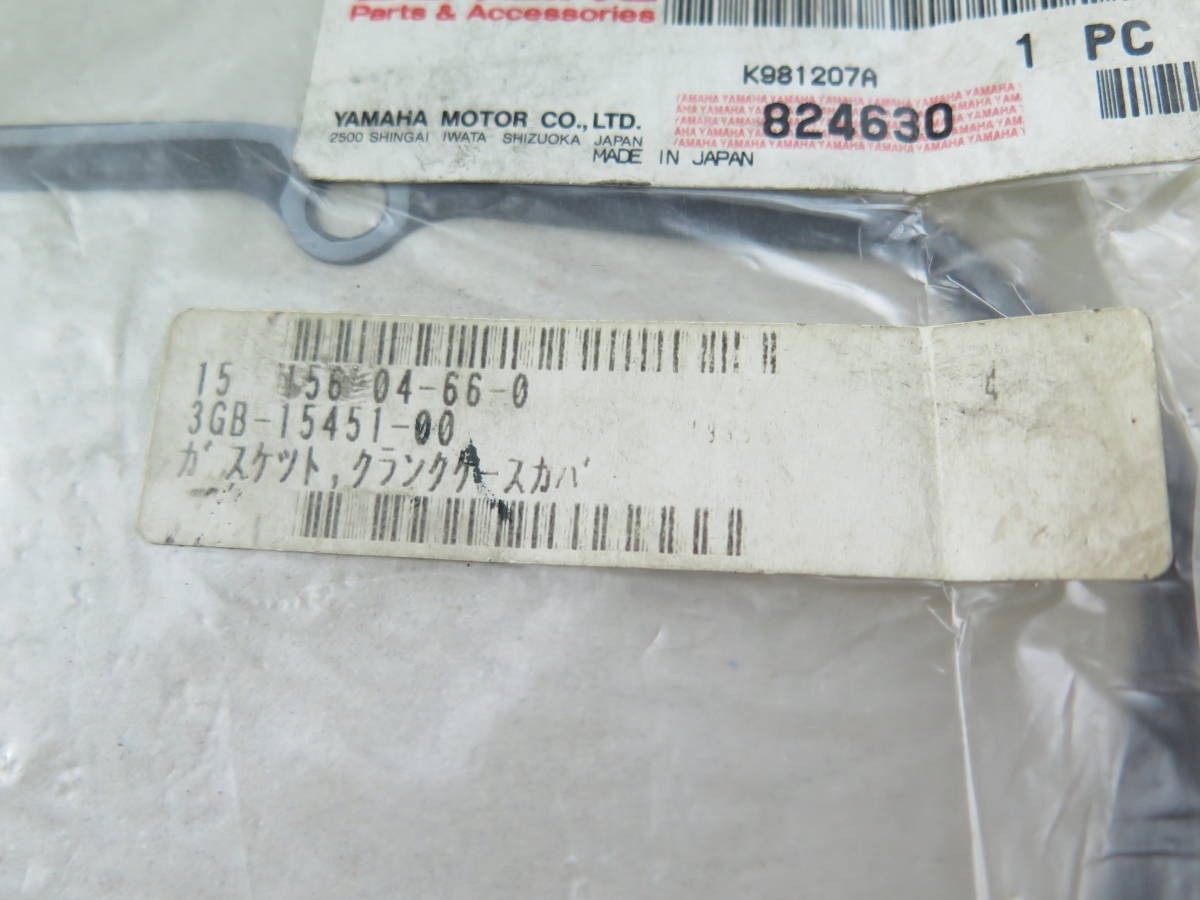 Parts & Accessories
1 PC
K981207A
YAMAHA MOTOR CO., LTD.
824630
2500 SHINGAI IWATA SHIZUOKA JAPAN
MADE IN JAPAN
15 156-04-66-0
4
3GB-15451-00
ガスケット,クランクケースカバ